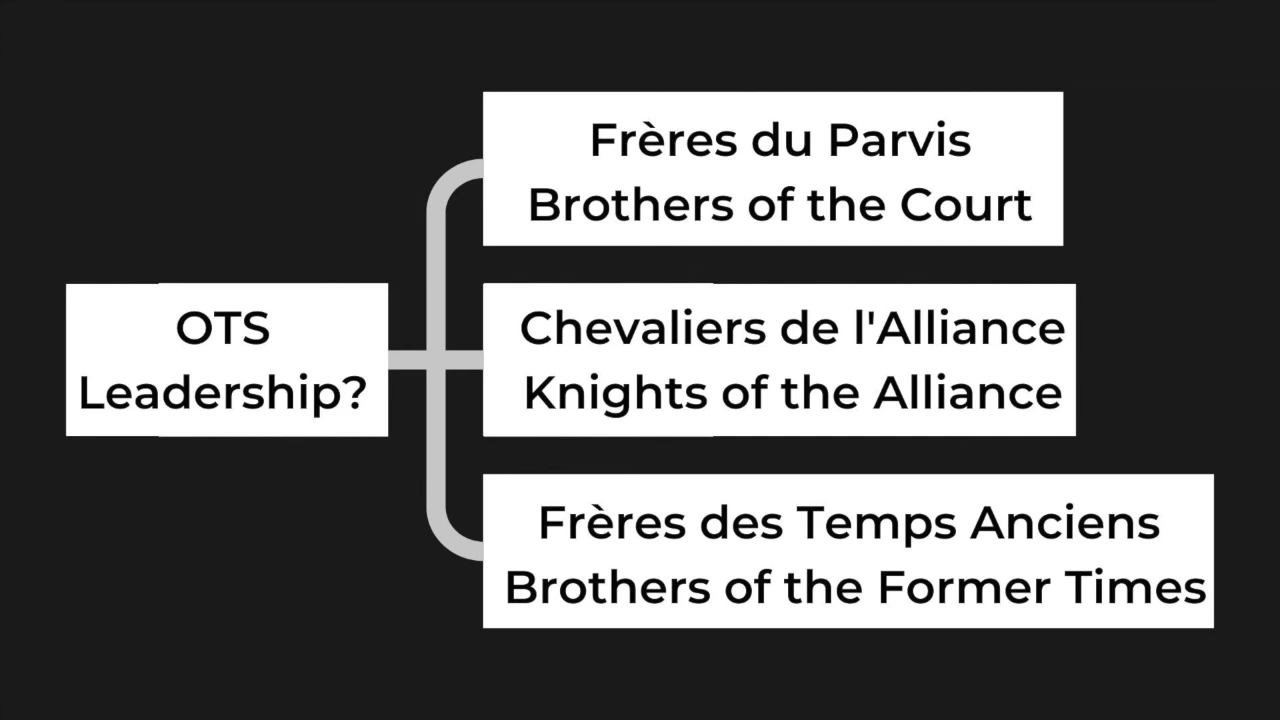 OTS
Leadership?
Frères du Parvis
Brothers of the Court
Chevaliers de l'Alliance
Knights of the Alliance
Frères des Temps Anciens
Brothers of the Former Times